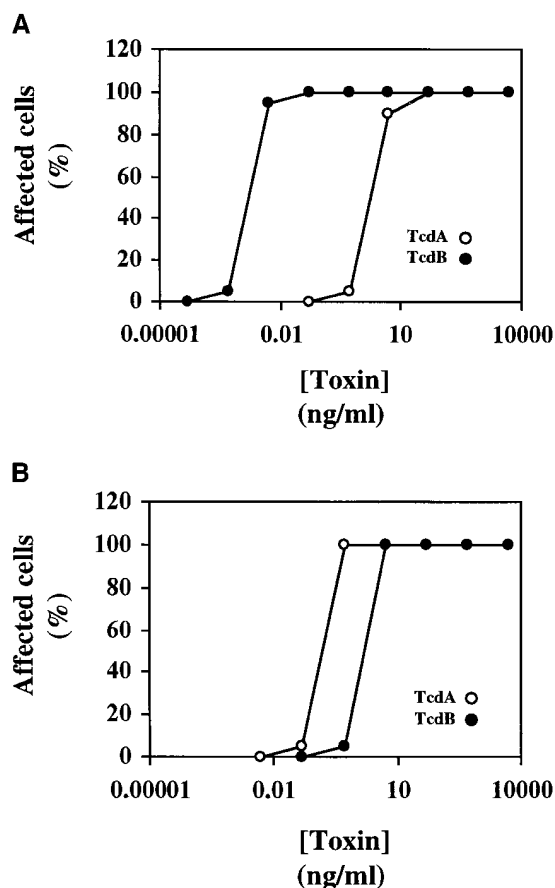 A
120
100
80
60
40
20
0
Affected cells
(%)
TcdA
TcdB
0.00001 0.01 10 10000
[Toxin]
(ng/ml)
B
120
100
80
60
40
20
0
Affected cells
(%)
TcdA
TcdB
0.00001 0.01 10 10000
[Toxin]
(ng/ml)